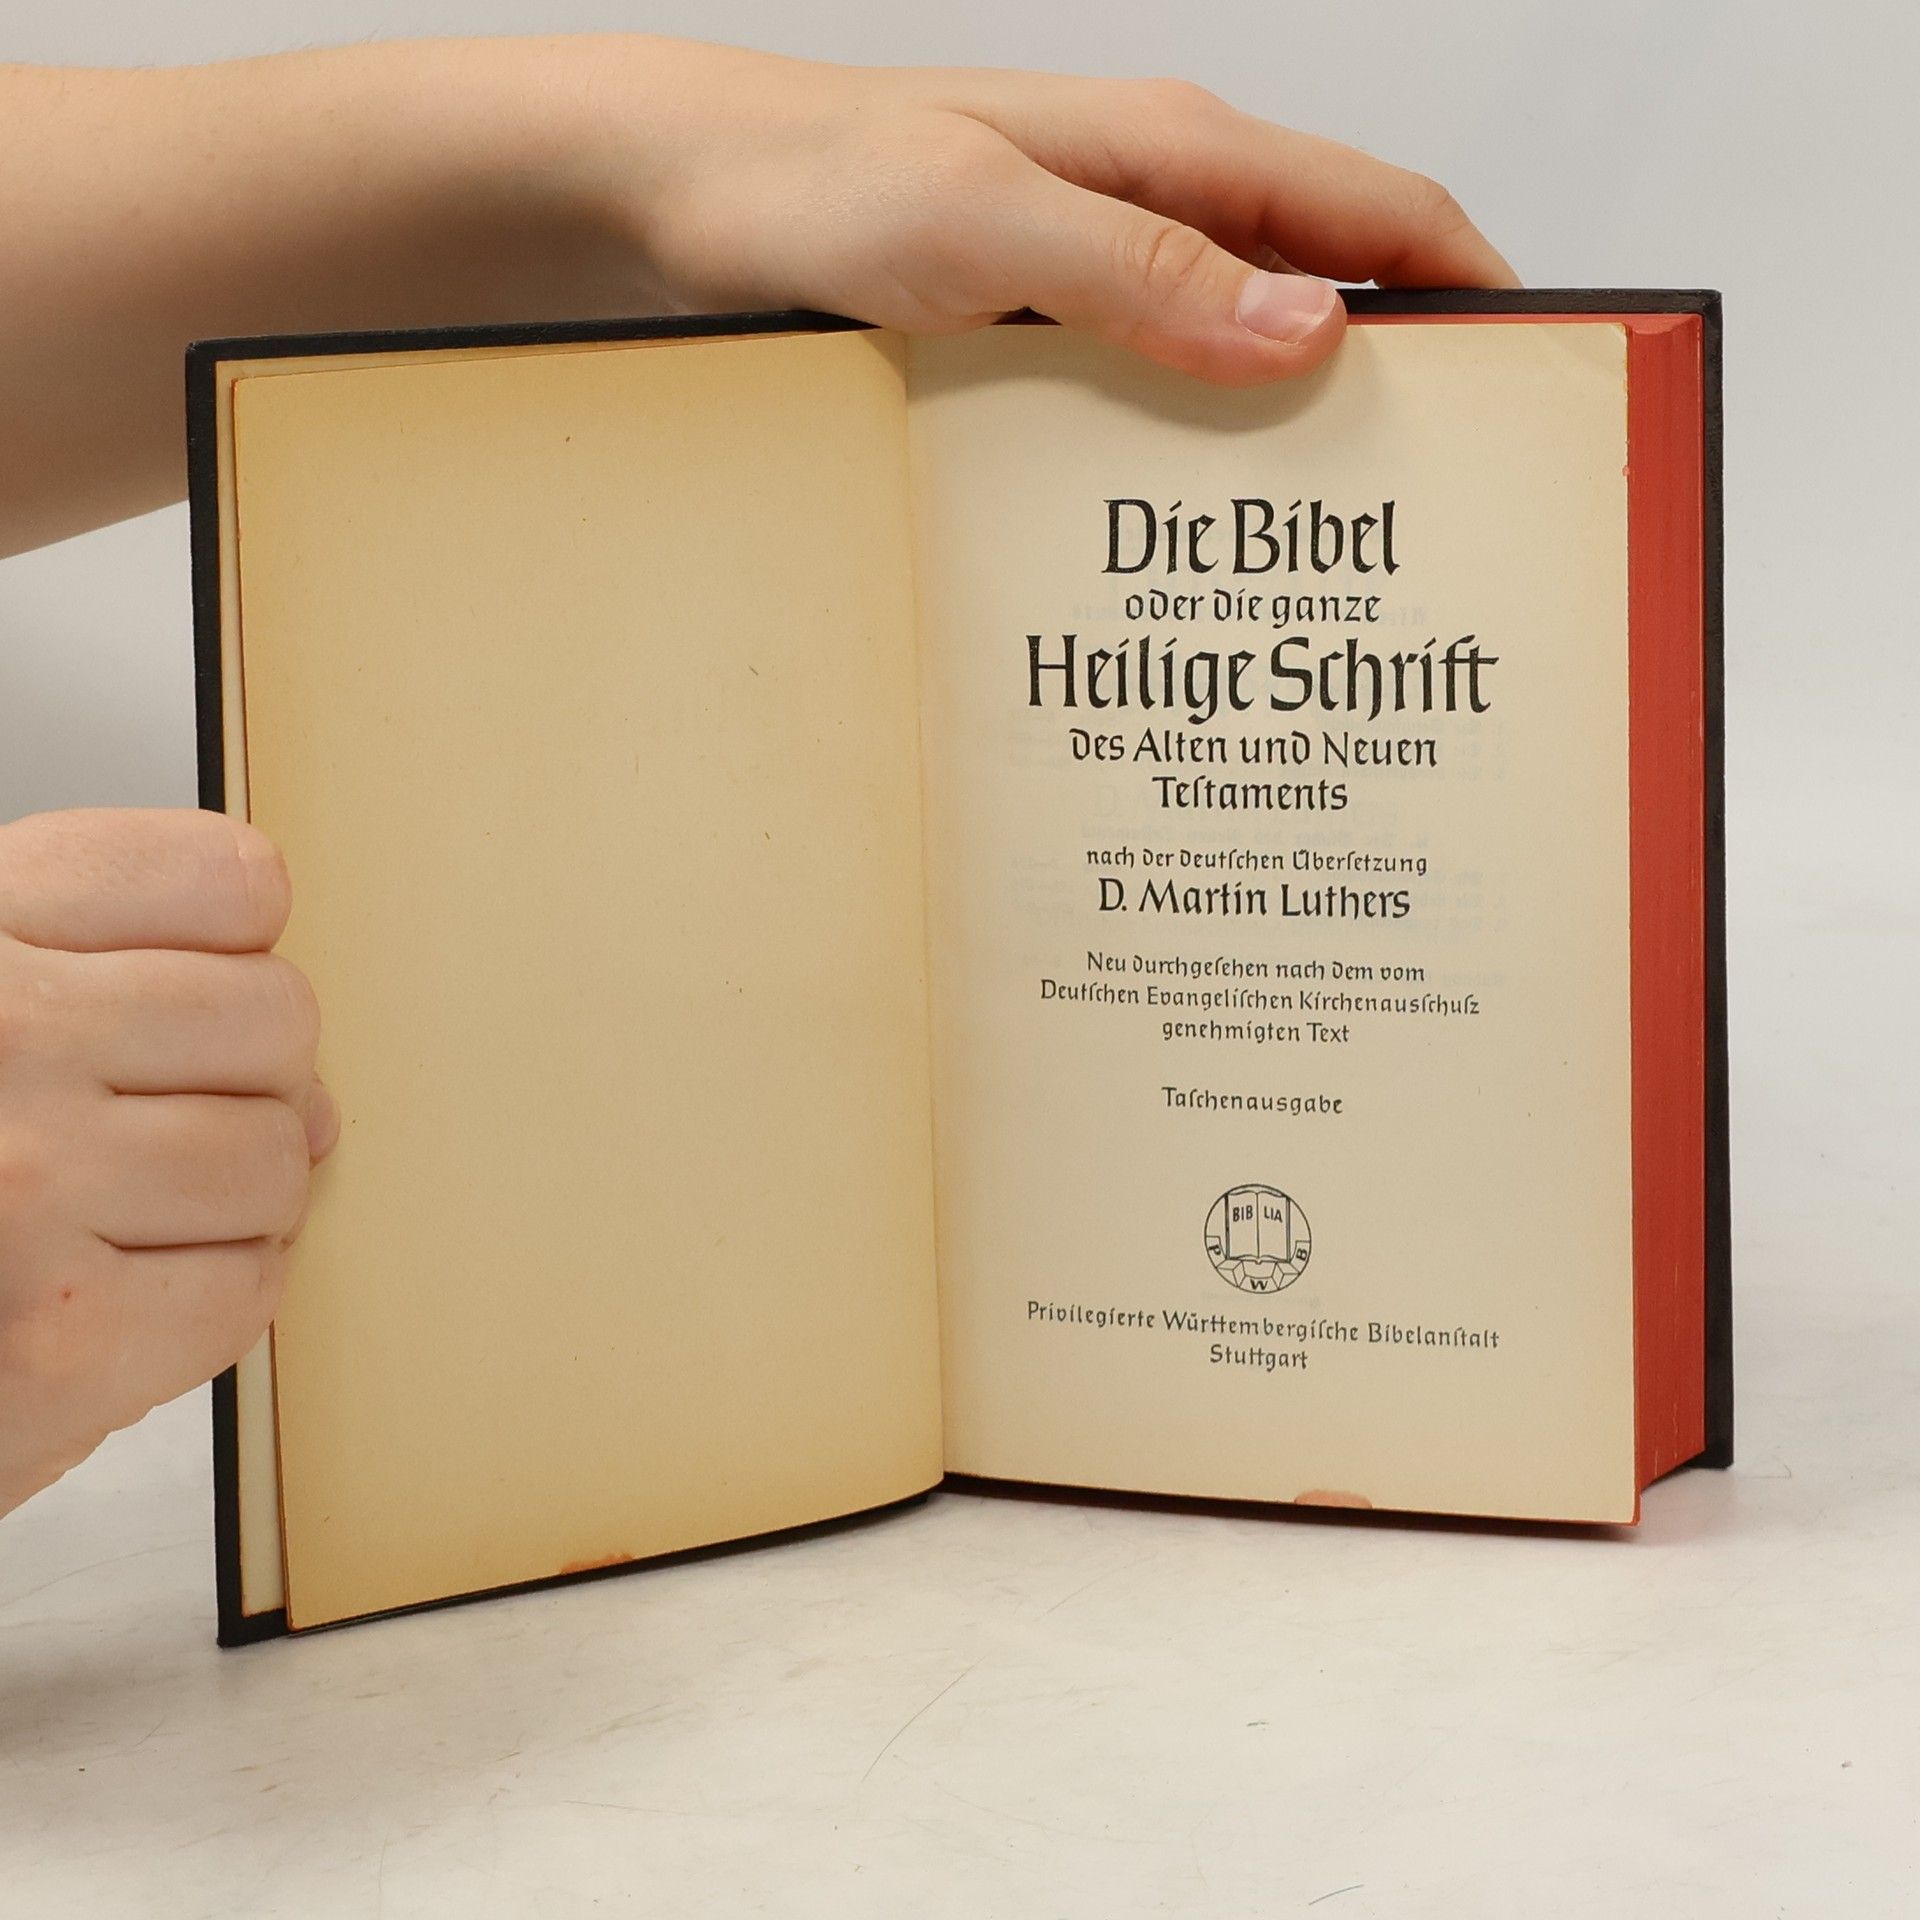 Die Bibel
oder die ganze
Heilige Schrift
des Alten und Neuen
Teſtaments
nach der deutſchen Überſetzung
D. Martin Luthers
Neu durchgeſehen nach dem vom
Deutſchen Evangeliſchen Kirchenausſchuſz
genehmigten Text
Taſchenausgabe
BIB LIA
P W B
Privilegierte Württembergiſche Bibelanſtalt
Stuttgart